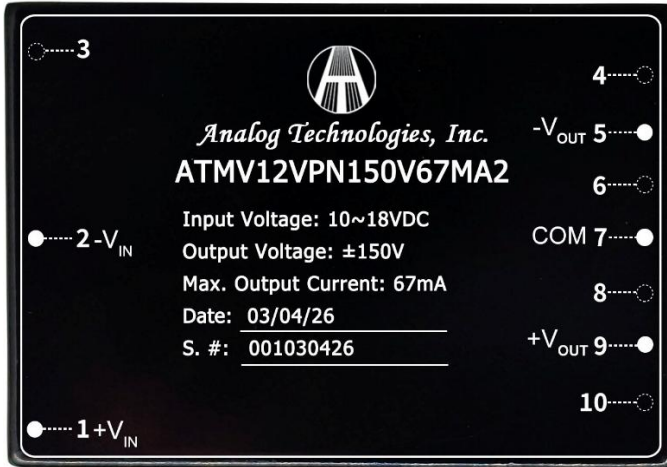 3
4
Analog Technologies, Inc.
-VOUT 5
ATMV12VPN150V67MA2
6
Input Voltage: 10~18VDC
2 -VIN
COM 7
Output Voltage: ±150V
Max. Output Current: 67mA
8
Date: 03/04/26
+VOUT 9
S. #: 001030426
10
1 +VIN